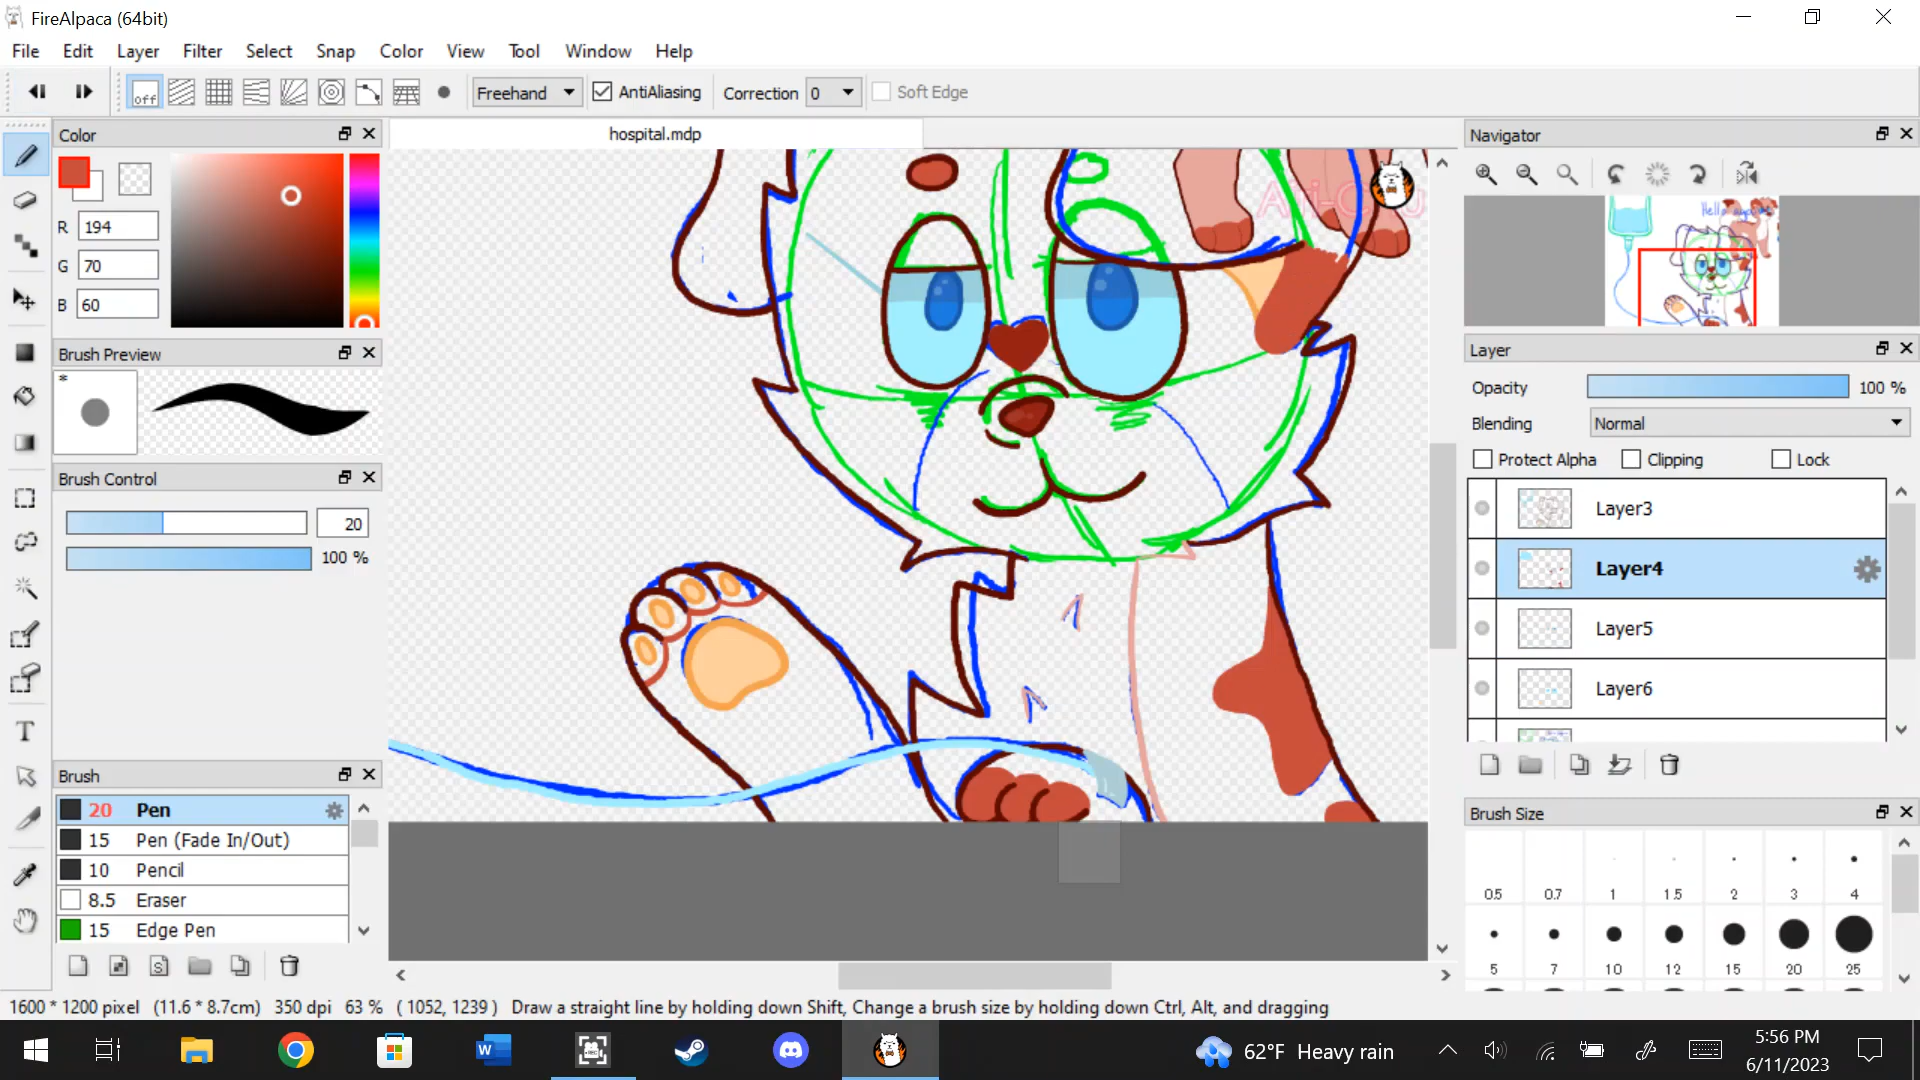 FireAlpaca (64bit)
File Edit Layer Filter Select Snap Color View Tool Window Help
off Freehand AntiAliasing Correction 0 Soft Edge
Color
hospital.mdp
Navigator
R 194
G 70
B 60
Hello
Brush Preview
*
Layer
Opacity 100 %
Blending Normal
Protect Alpha Clipping Lock
Brush Control
20
100 %
Layer3
Layer4
Layer5
Layer6
Brush
20 Pen
15 Pen (Fade In/Out)
10 Pencil
8.5 Eraser
15 Edge Pen
S
T
Brush Size
0.5 0.7 1 1.5 2 3 4
5 7 10 12 15 20 25
1600 * 1200 pixel (11.6 * 8.7cm) 350 dpi 63 % ( 1052, 1239 ) Draw a straight line by holding down Shift, Change a brush size by holding down Ctrl, Alt, and dragging
62°F Heavy rain
5:56 PM
6/11/2023